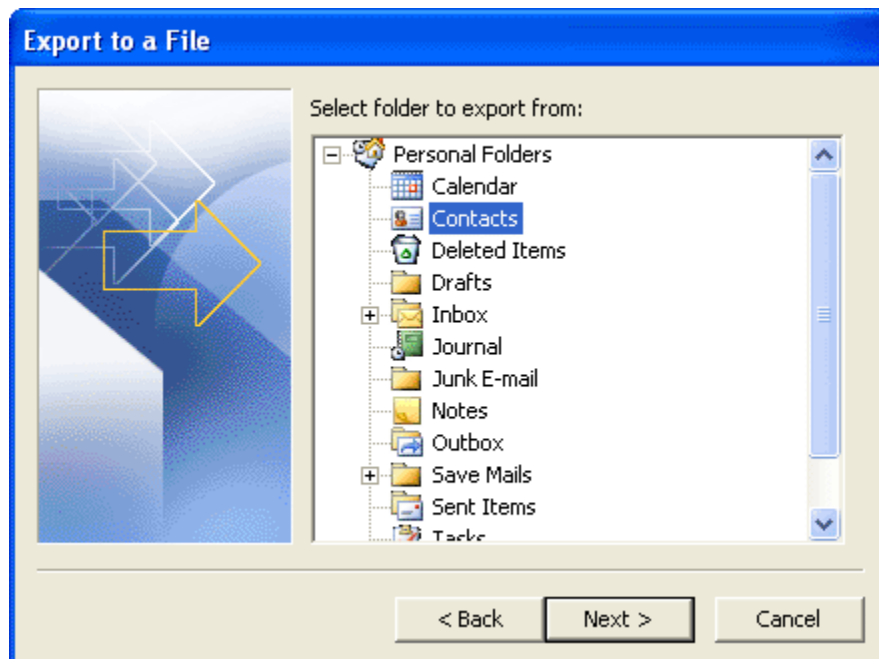 Export to a File
Select folder to export from:
Personal Folders
Calendar
Contacts
Deleted Items
Drafts
Inbox
Journal
Junk E-mail
Notes
Outbox
Save Mails
Sent Items
Tasks
< Back Next > Cancel